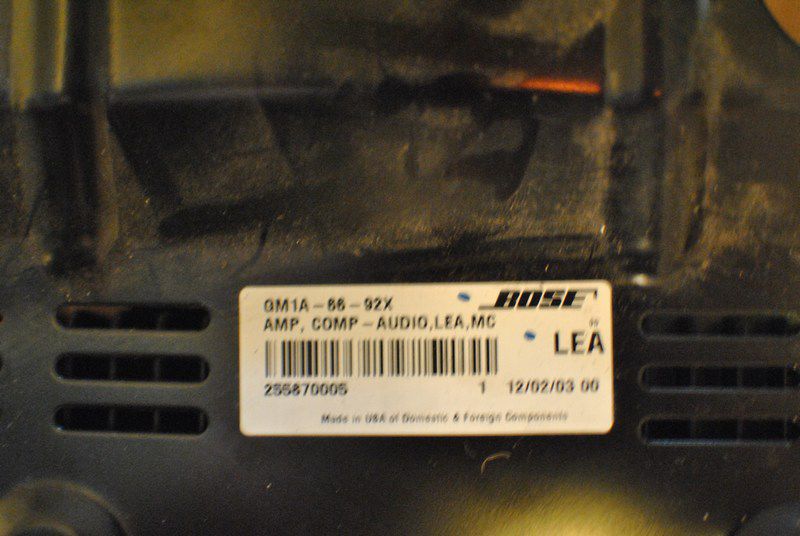 GM1A-66-92X
BOSE
AMP, COMP-AUDIO,LEA,MC
LEA
255870005 1 12/02/03 00
Made in USA of Domestic & Foreign Components